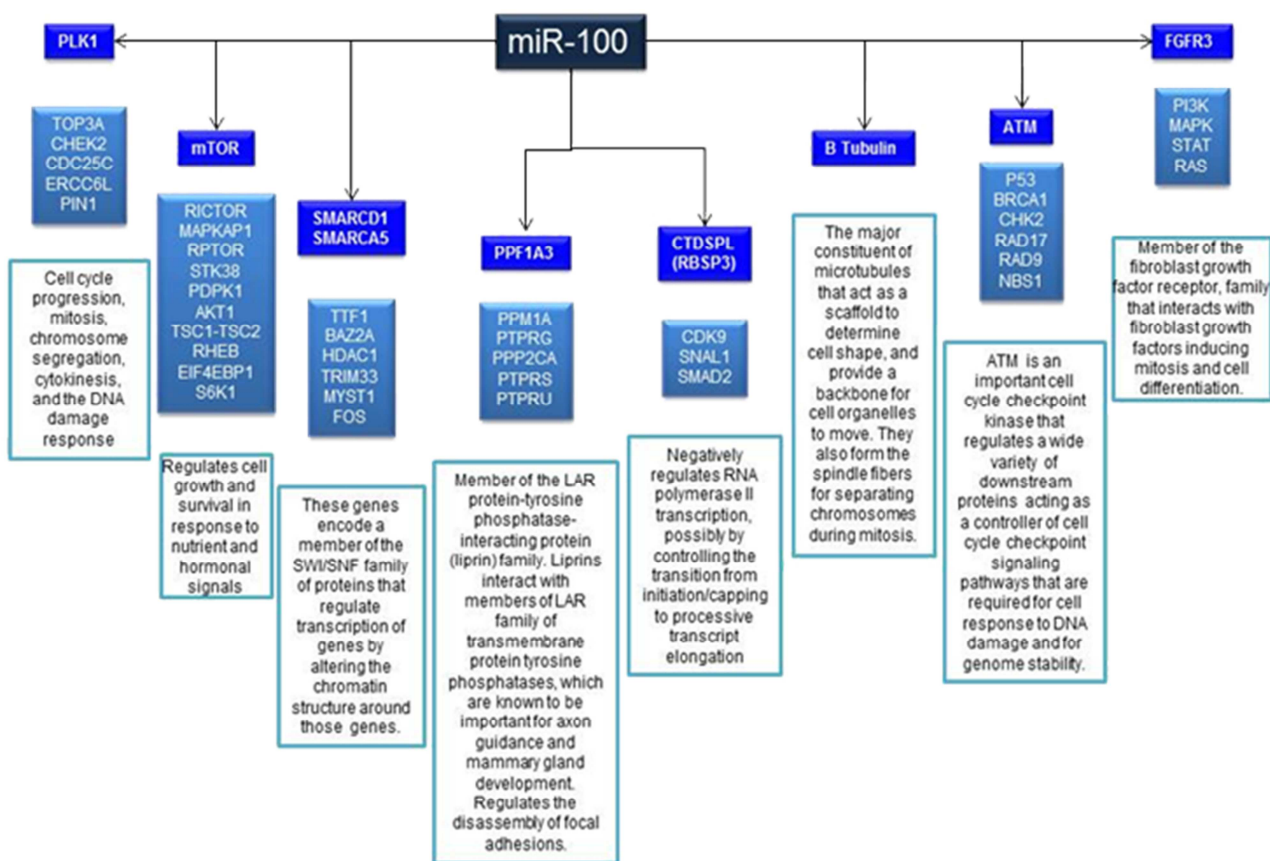 miR-100
PLK1
TOP3A
CHEK2
CDC25C
ERCC6L
PIN1
Cell cycle
progression,
mitosis,
chromosome
segregation,
cytokinesis,
and the DNA
damage
response
mTOR
RICTOR
MAPKAP1
RPTOR
STK38
PDPK1
AKT1
TSC1-TSC2
RHEB
EIF4EBP1
S6K1
Regulates cell
growth and
survival in
response to
nutrient and
hormonal
signals
SMARCD1
SMARCA5
TTF1
BAZ2A
HDAC1
TRIM33
MYST1
FOS
These genes
encode a
member of the
SWI/SNF family
of proteins that
regulate
transcription of
genes by
altering the
chromatin
structure around
those genes.
PPF1A3
PPM1A
PTPRG
PPP2CA
PTPRS
PTPRU
Member of the LAR
protein-tyrosine
phosphatase-
interacting protein
(liprin) family. Liprins
interact with
members of LAR
family of
transmembrane
protein tyrosine
phosphatases, which
are known to be
important for axon
guidance and
mammary gland
development.
Regulates the
disassembly of focal
adhesions.
CTDSPL
(RBSP3)
CDK9
SNAL1
SMAD2
Negatively
regulates RNA
polymerase II
transcription,
possibly by
controlling the
transition from
initiation/capping
to processive
transcript
elongation
B Tubulin
The major
constituent of
microtubules
that act as a
scaffold to
determine
cell shape, and
provide a
backbone for
cell organelles
to move. They
also form the
spindle fibers
for separating
chromosomes
during mitosis.
ATM
P53
BRCA1
CHK2
RAD17
RAD9
NBS1
ATM is an
important cell
cycle checkpoint
kinase that
regulates a wide
variety of
downstream
proteins acting as
a controller of cell
cycle checkpoint
signaling
pathways that are
required for cell
response to DNA
damage and for
genome stability.
FGFR3
PI3K
MAPK
STAT
RAS
Member of the
fibroblast growth
factor receptor, family
that interacts with
fibroblast growth
factors inducing
mitosis and cell
differentiation.